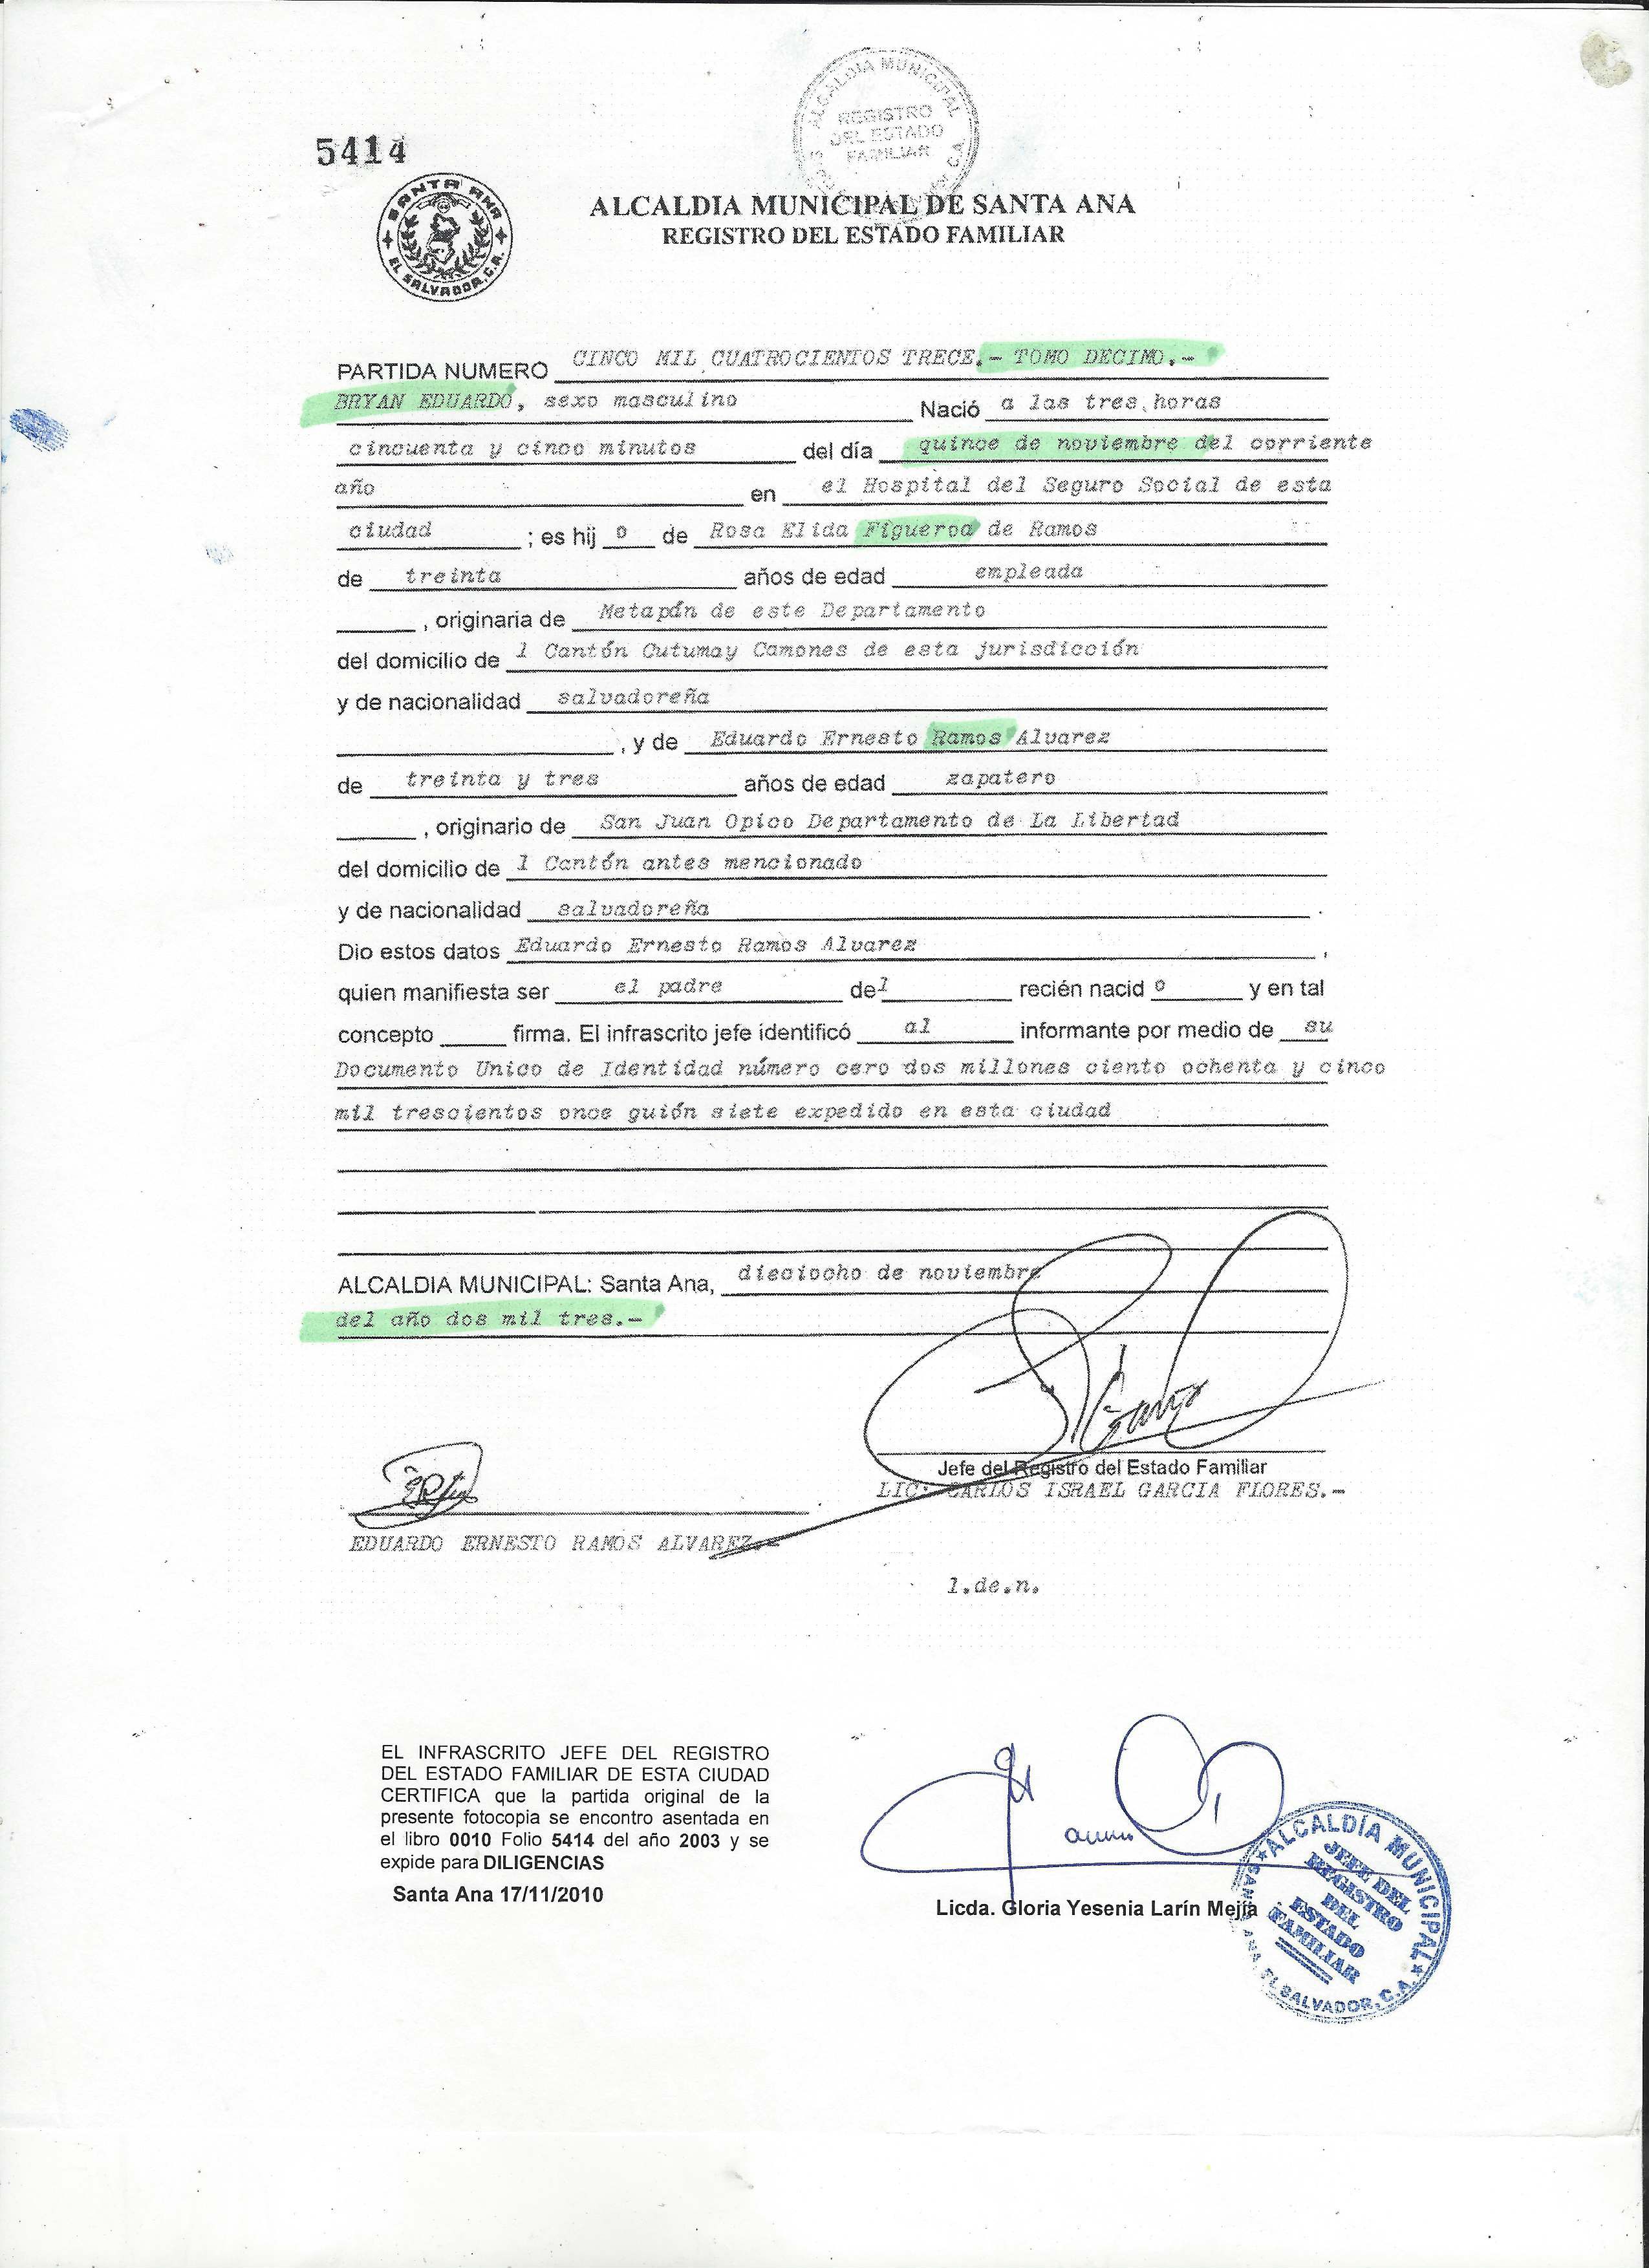 ALCALDIA MUNICIPAL
REGISTRO
DEL ESTADO
FAMILIAR
5414
SANTA ANA
EL SALVADOR, C.A.
ALCALDIA MUNICIPAL DE SANTA ANA
REGISTRO DEL ESTADO FAMILIAR
PARTIDA NUMERO CINCO MIL CUATROCIENTOS TRECE.- TOMO DECIMO.-
BRYAN EDUARDO, sexo masculino Nació a las tres horas
cincuenta y cinco minutos del día quince de noviembre del corriente
año en el Hospital del Seguro Social de esta
ciudad ; es hij o de Rosa Elida Figueroa de Ramos
de treinta años de edad empleada
, originaria de Metapán de este Departamento
del domicilio de l Cantón Cutumay Camones de esta jurisdicción
y de nacionalidad salvadoreña
, y de Eduardo Ernesto Ramos Alvarez
de treinta y tres años de edad zapatero
, originario de San Juan Opico Departamento de La Libertad
del domicilio de l Cantón antes mencionado
y de nacionalidad salvadoreña .
Dio estos datos Eduardo Ernesto Ramos Alvarez ,
quien manifiesta ser el padre del recién nacid o y en tal
concepto firma. El infrascrito jefe identificó al informante por medio de su
Documento Unico de Identidad número cero dos millones ciento ochenta y cinco
mil trescientos once guión siete expedido en esta ciudad
ALCALDIA MUNICIPAL: Santa Ana, dieciocho de noviembre
del año dos mil tres.-
Jefe del Registro del Estado Familiar
LIC. CARLOS ISRAEL GARCIA FLORES.-
EDUARDO ERNESTO RAMOS ALVAREZ.-
l.de.n.
EL INFRASCRITO JEFE DEL REGISTRO
DEL ESTADO FAMILIAR DE ESTA CIUDAD
CERTIFICA que la partida original de la
presente fotocopia se encontro asentada en
el libro 0010 Folio 5414 del año 2003 y se
expide para DILIGENCIAS
Santa Ana 17/11/2010
Licda. Gloria Yesenia Larín Mejía
ALCALDÍA MUNICIPAL
JEFE DEL
REGISTRO
DEL
ESTADO
FAMILIAR
SANTA ANA, EL SALVADOR, C.A.